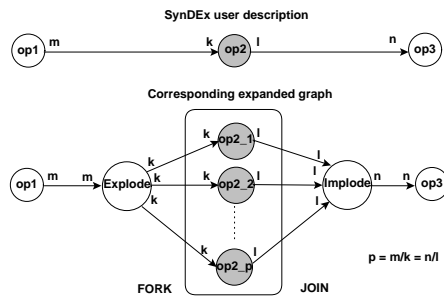 SynDEx user description
m k l n
op1 op2 op3
Corresponding expanded graph
op2_1
k l
k l
op1 m m Explode k op2_2 l l Implode n n op3
k l
k op2_p l
p = m/k = n/l
FORK JOIN